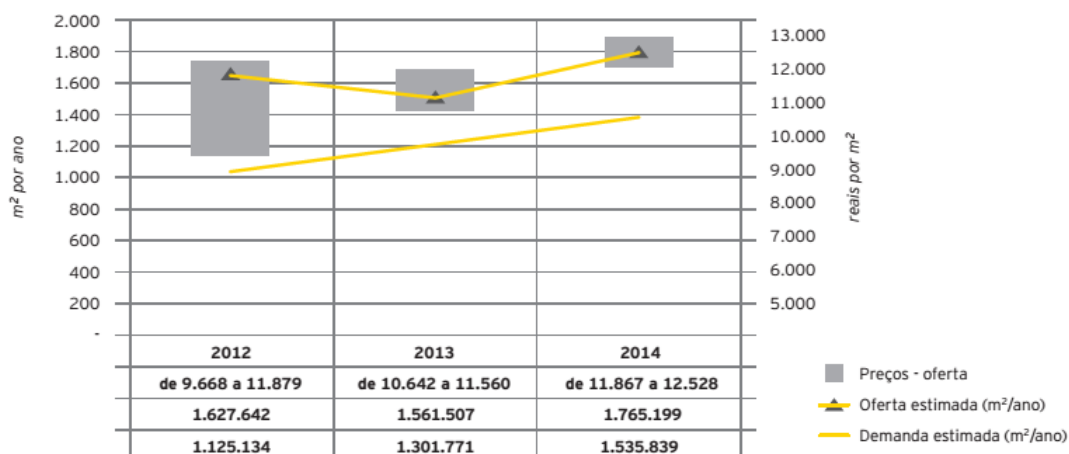 m² por ano
2.000
1.800
1.600
1.400
1.200
1.000
800
600
400
200
-
13.000
12.000
11.000
10.000
9.000
8.000
7.000
6.000
5.000
reais por m²
2012 2013 2014
de 9.668 a 11.879 de 10.642 a 11.560 de 11.867 a 12.528
1.627.642 1.561.507 1.765.199
1.125.134 1.301.771 1.535.839
Preços - oferta
Oferta estimada (m²/ano)
Demanda estimada (m²/ano)